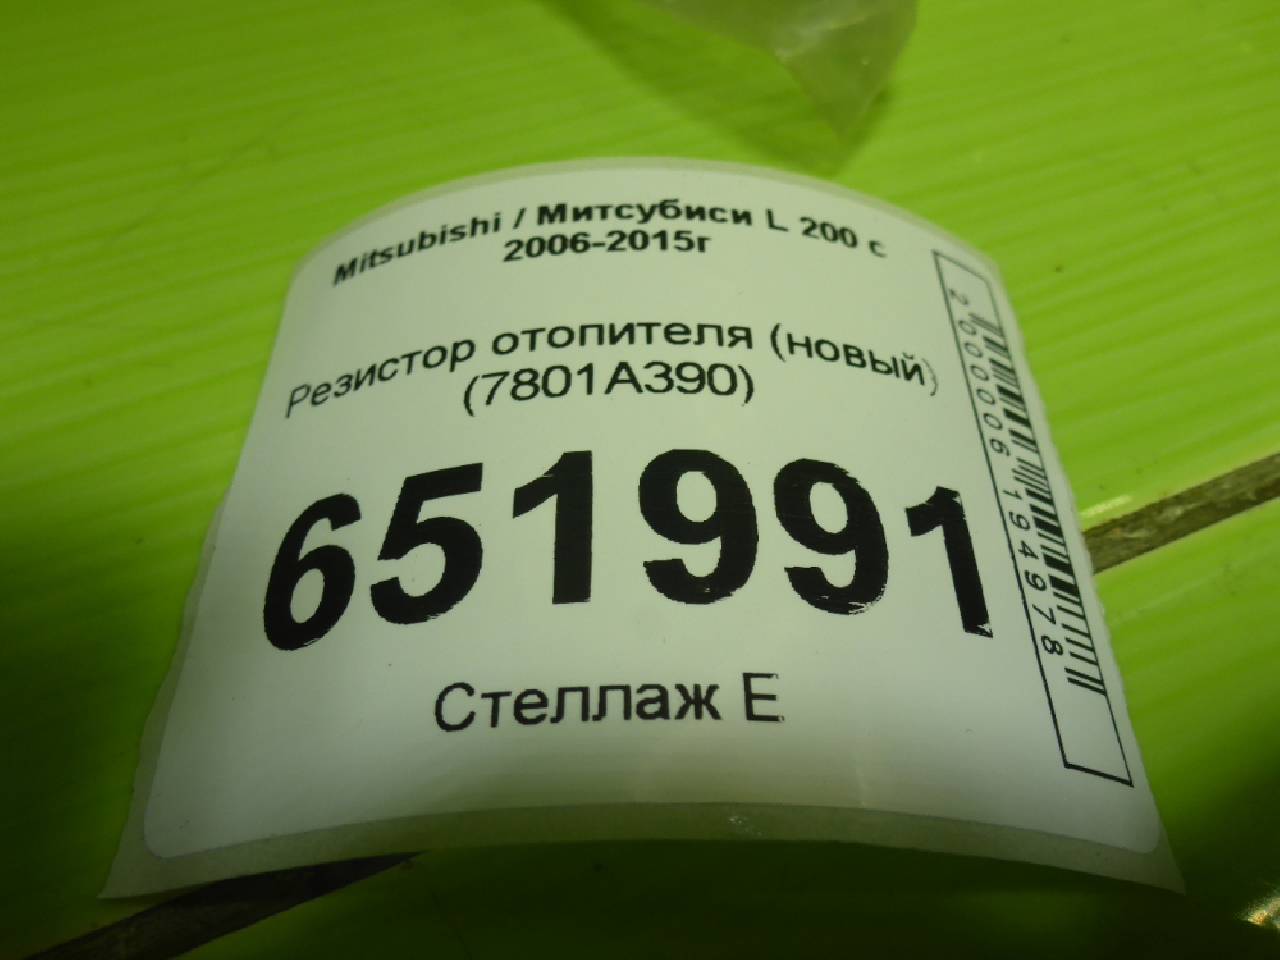 Mitsubishi / Митсубиси L 200 с
2006-2015г
Резистор отопителя (новый)
(7801A390)
651991
Стеллаж Е
2000006194978